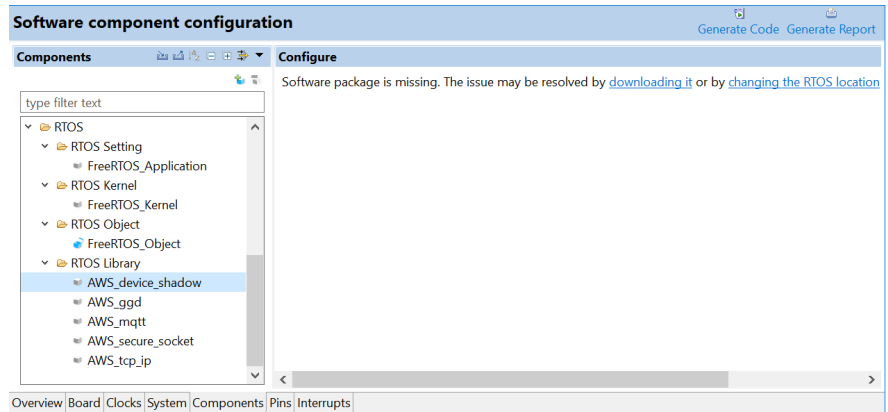 Software component configuration
Generate Code Generate Report
Components
Configure
Software package is missing. The issue may be resolved by downloading it or by changing the RTOS location
type filter text
RTOS
RTOS Setting
FreeRTOS_Application
RTOS Kernel
FreeRTOS_Kernel
RTOS Object
FreeRTOS_Object
RTOS Library
AWS_device_shadow
AWS_ggd
AWS_mqtt
AWS_secure_socket
AWS_tcp_ip
Overview Board Clocks System Components Pins Interrupts